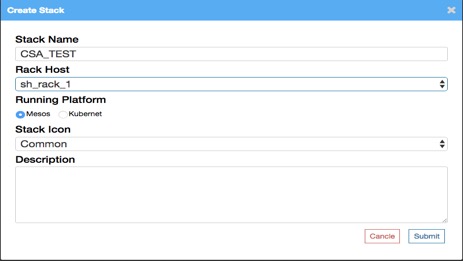 Create Stack
Stack Name
CSA_TEST
Rack Host
sh_rack_1
Running Platform
Mesos Kubernet
Stack Icon
Common
Description
Cancle Submit